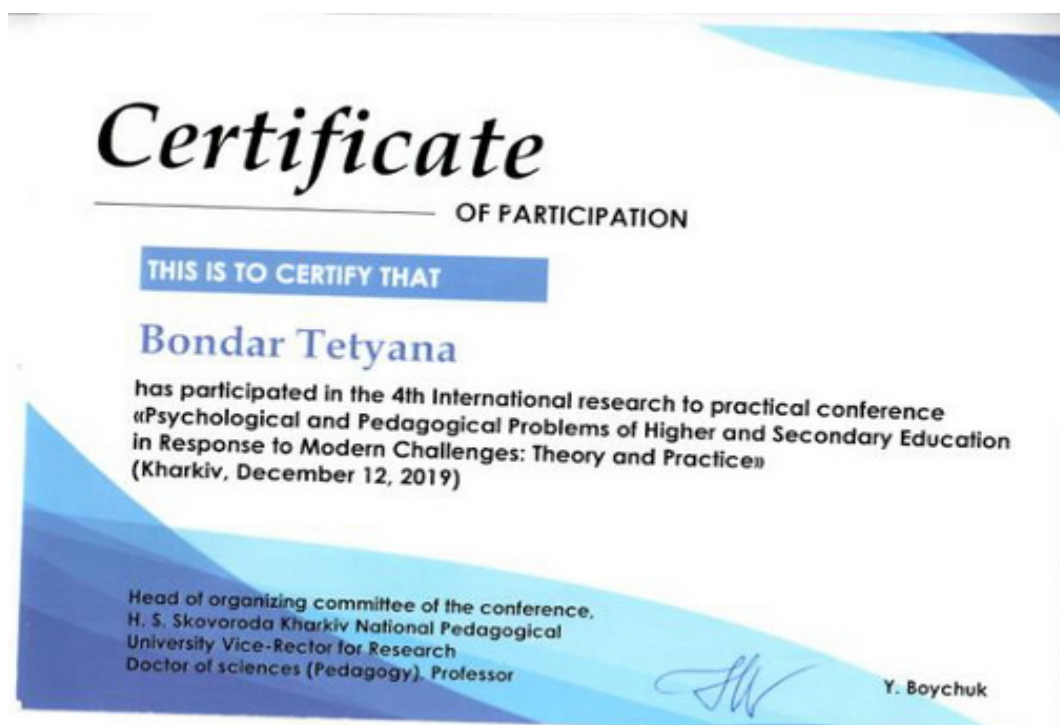 Certificate
OF PARTICIPATION
THIS IS TO CERTIFY THAT
Bondar Tetyana
has participated in the 4th International research to practical conference
«Psychological and Pedagogical Problems of Higher and Secondary Education
in Response to Modern Challenges: Theory and Practice»
(Kharkiv, December 12, 2019)
Head of organizing committee of the conference,
H. S. Skovoroda Kharkiv National Pedagogical
University Vice-Rector for Research
Doctor of sciences (Pedagogy), Professor
Y. Boychuk